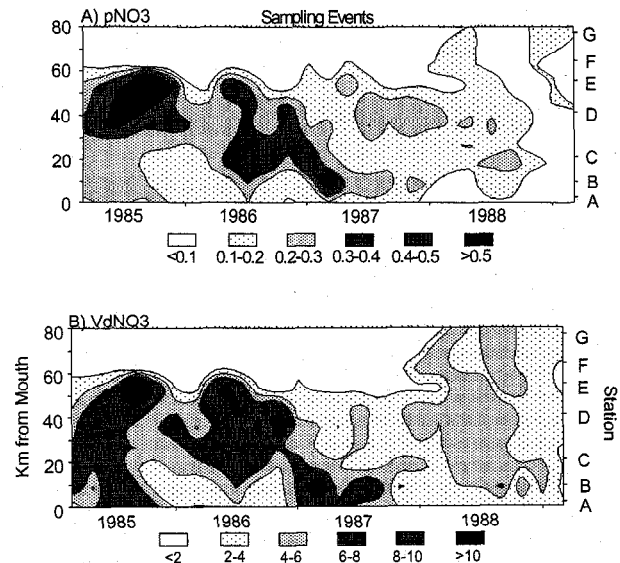 A) pNO3 Sampling Events
80 G
F
60
E
40 D
20 C
B
0 A
1985 1986 1987 1988
<0.1 0.1-0.2 0.2-0.3 0.3-0.4 0.4-0.5 >0.5
B) VdNO3
Km from Mouth
Station
80 G
F
60
E
40 D
20 C
B
0 A
1985 1986 1987 1988
<2 2-4 4-6 6-8 8-10 >10